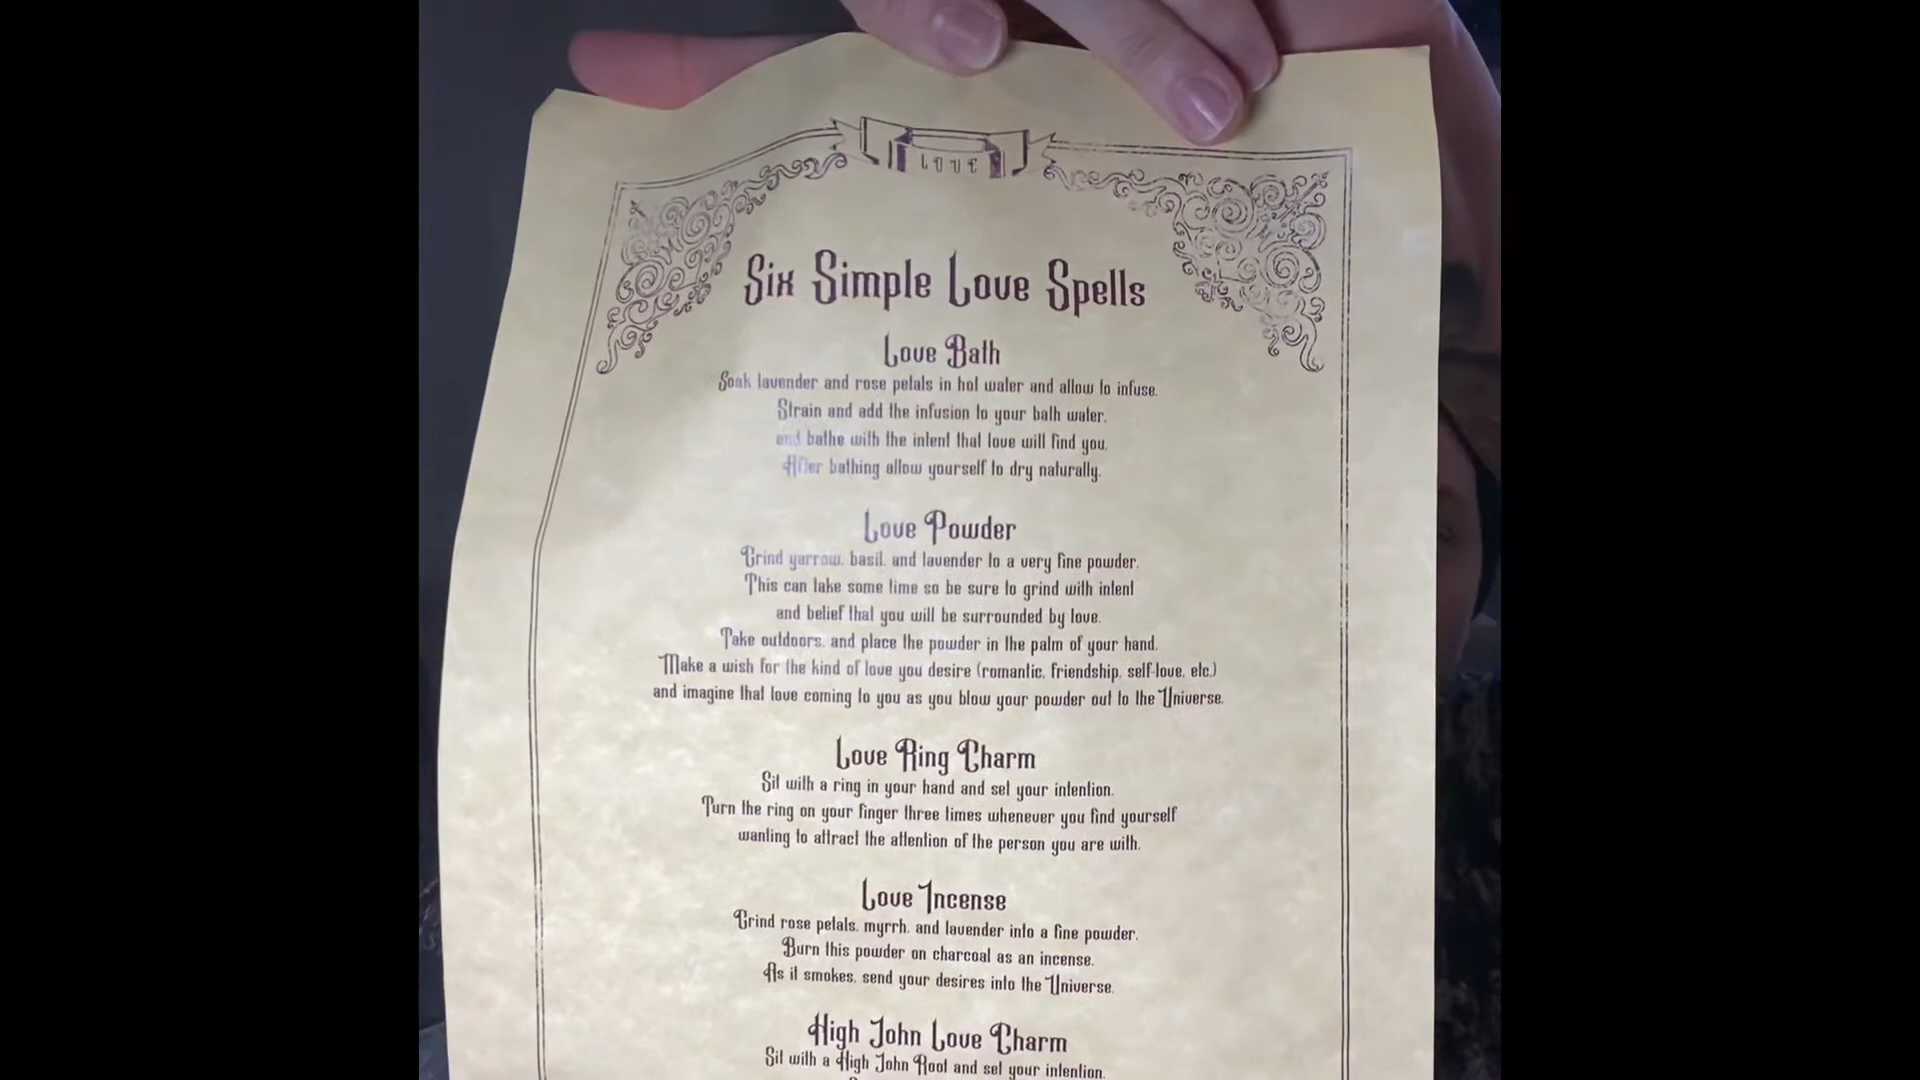 LOVE
Six Simple Love Spells
Love Bath
Soak lavender and rose petals in hot water and allow to infuse.
Strain and add the infusion to your bath water,
and bathe with the intent that love will find you.
After bathing allow yourself to dry naturally.
Love Powder
Grind yarrow, basil, and lavender to a very fine powder.
This can take some time so be sure to grind with intent
and belief that you will be surrounded by love.
Take outdoors, and place the powder in the palm of your hand.
Make a wish for the kind of love you desire (romantic, friendship, self-love, etc.)
and imagine that love coming to you as you blow your powder out to the Universe.
Love Ring Charm
Sit with a ring in your hand and set your intention.
Turn the ring on your finger three times whenever you find yourself
wanting to attract the attention of the person you are with.
Love Incense
Grind rose petals, myrrh, and lavender into a fine powder.
Burn this powder on charcoal as an incense.
As it smokes, send your desires into the Universe.
High John Love Charm
Sit with a High John Root and set your intention.